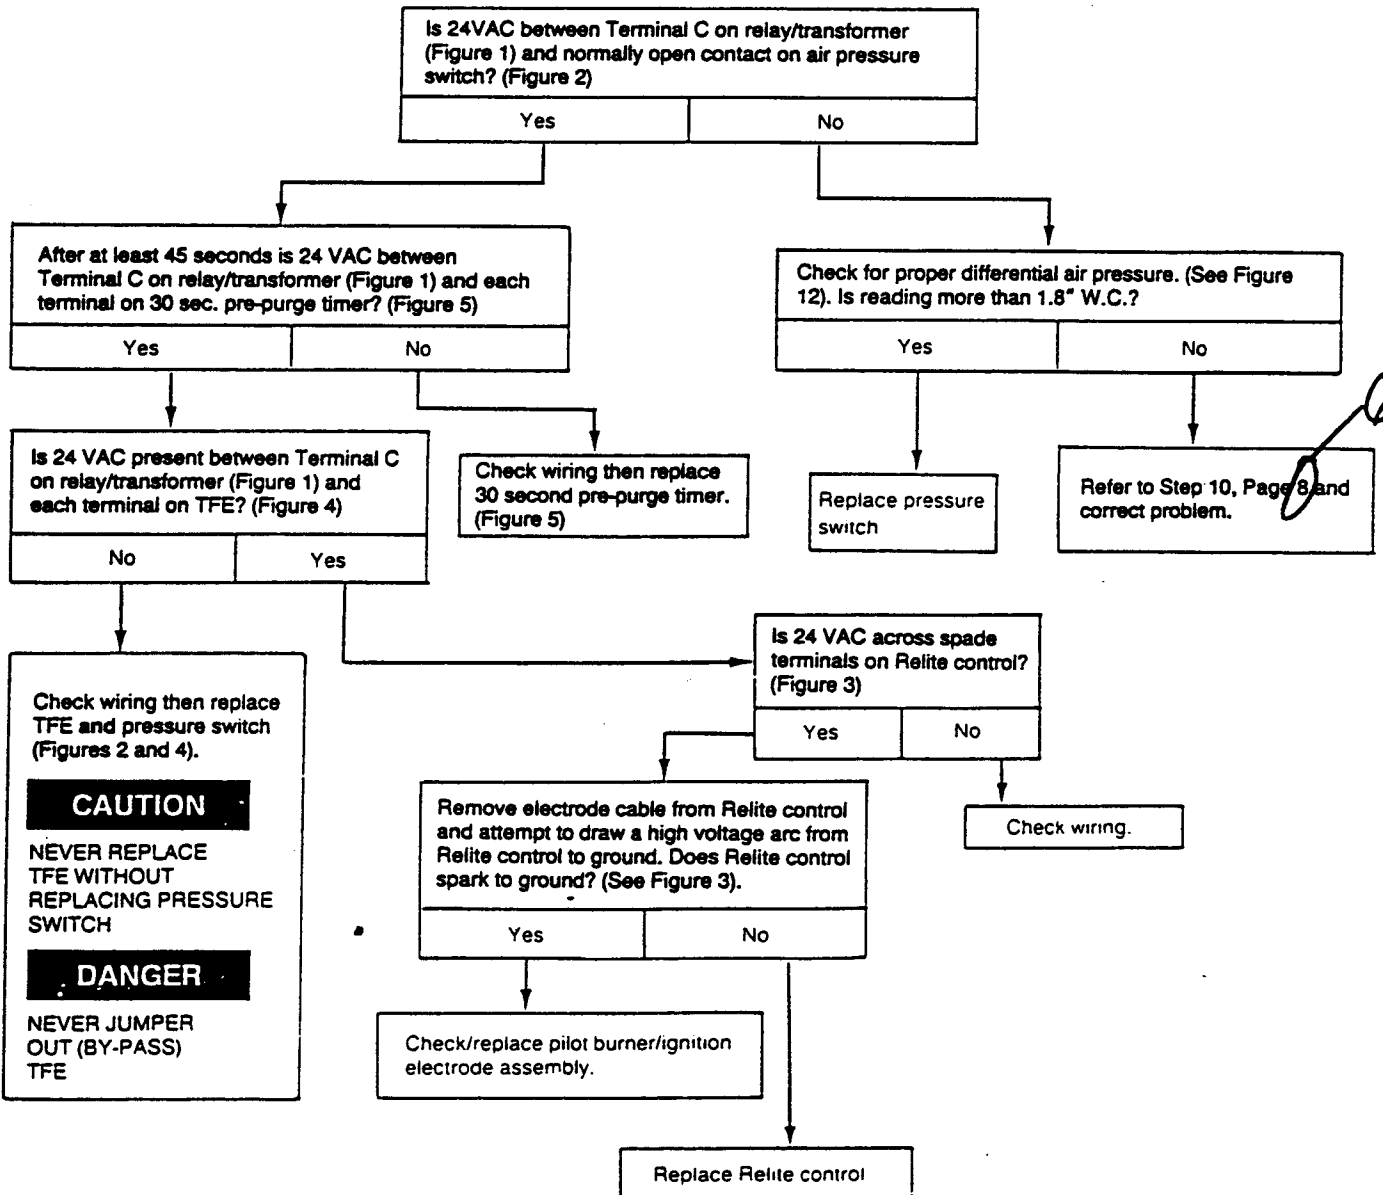 Is 24VAC between Terminal C on relay/transformer
(Figure 1) and normally open contact on air pressure
switch? (Figure 2)
Yes
No
After at least 45 seconds is 24 VAC between
Terminal C on relay/transformer (Figure 1) and each
terminal on 30 sec. pre-purge timer? (Figure 5)
Yes
No
Check for proper differential air pressure. (See Figure
12). Is reading more than 1.8" W.C.?
Yes
No
Is 24 VAC present between Terminal C
on relay/transformer (Figure 1) and
each terminal on TFE? (Figure 4)
No
Yes
Check wiring then replace
30 second pre-purge timer.
(Figure 5)
Replace pressure
switch
Refer to Step 10, Page 8 and
correct problem.
Check wiring then replace
TFE and pressure switch
(Figures 2 and 4).
CAUTION
NEVER REPLACE
TFE WITHOUT
REPLACING PRESSURE
SWITCH
DANGER
NEVER JUMPER
OUT (BY-PASS)
TFE
Is 24 VAC across spade
terminals on Relite control?
(Figure 3)
Yes
No
Remove electrode cable from Relite control
and attempt to draw a high voltage arc from
Relite control to ground. Does Relite control
spark to ground? (See Figure 3).
Yes
No
Check wiring.
Check/replace pilot burner/ignition
electrode assembly.
Replace Relite control